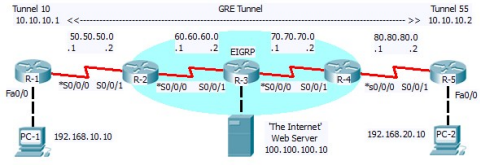 Tunnel 10
GRE Tunnel
Tunnel 55
10.10.10.1
<<------------------------------------------------------ >>
10.10.10.2
50.50.50.0
.1 .2
60.60.60.0
.1 .2
70.70.70.0
.1 .2
80.80.80.0
.1 .2
EIGRP
R-1
R-2
R-3
R-4
R-5
*S0/0/0 S0/0/1
*S0/0/0 S0/0/1
*S0/0/0 S0/0/1
*s0/0/0 S0/0/1
Fa0/0
Fa0/0
PC-1
192.168.10.10
'The Internet'
Web Server
100.100.100.10
192.168.20.10
PC-2